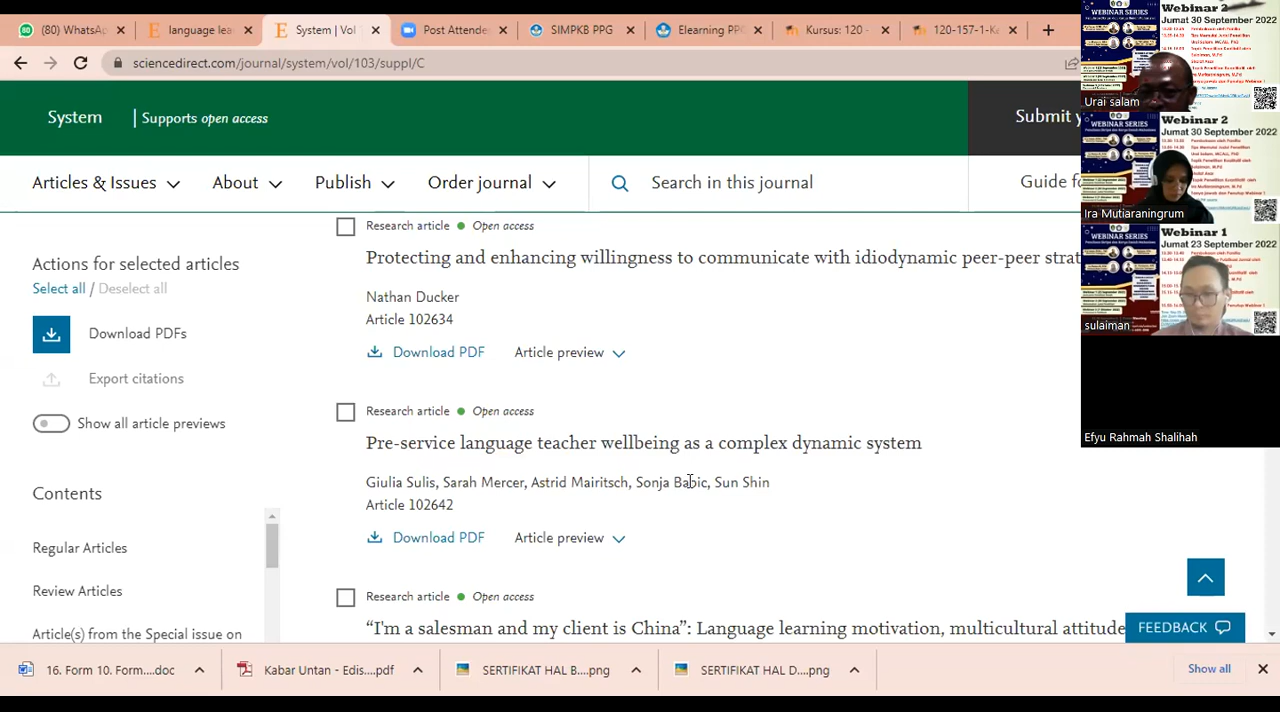 (80) WhatsAp
language lea
System | Vol
Attende
SIMPKB PPG
Learning PP
Kursus: 120 -
120-157-11-K
sciencedirect.com/journal/system/vol/103/suppl/C
System
Supports open access
Submit y
Articles & Issues
About
Publish
journal
Search in this journal
Guide fo
Actions for selected articles
Select all / Deselect all
Download PDFs
Export citations
Show all article previews
Contents
Regular Articles
Review Articles
Article(s) from the Special issue on
Research article
Open access
and enhancing willingness to communicate with idiodynamic peer-peer strat
Nathan Ducker
Download PDF
Article preview
Research article
Open access
Pre-service language teacher wellbeing as a complex dynamic system
Giulia Sulis, Sarah Mercer, Astrid Mairitsch, Sonja Babic, Sun Shin
Article 102642
Download PDF
Article preview
Research article
Open access
“I'm a salesman and my client is China”: Language learning motivation, multicultural attitude
FEEDBACK
WEBINAR SERIES
Webinar 2
Jumat 30 September 2022
Urai salam
WEBINAR SERIES
Webinar 2
Jumat 30 September 2022
Ira Mutiaraningrum
WEBINAR SERIES
Webinar 1
Jumat 23 September 2022
sulaiman
Efyu Rahmah Shalihah
16. Form 10. Form....doc
Kabar Untan - Edis....pdf
SERTIFIKAT HAL B....png
SERTIFIKAT HAL D....png
Show all